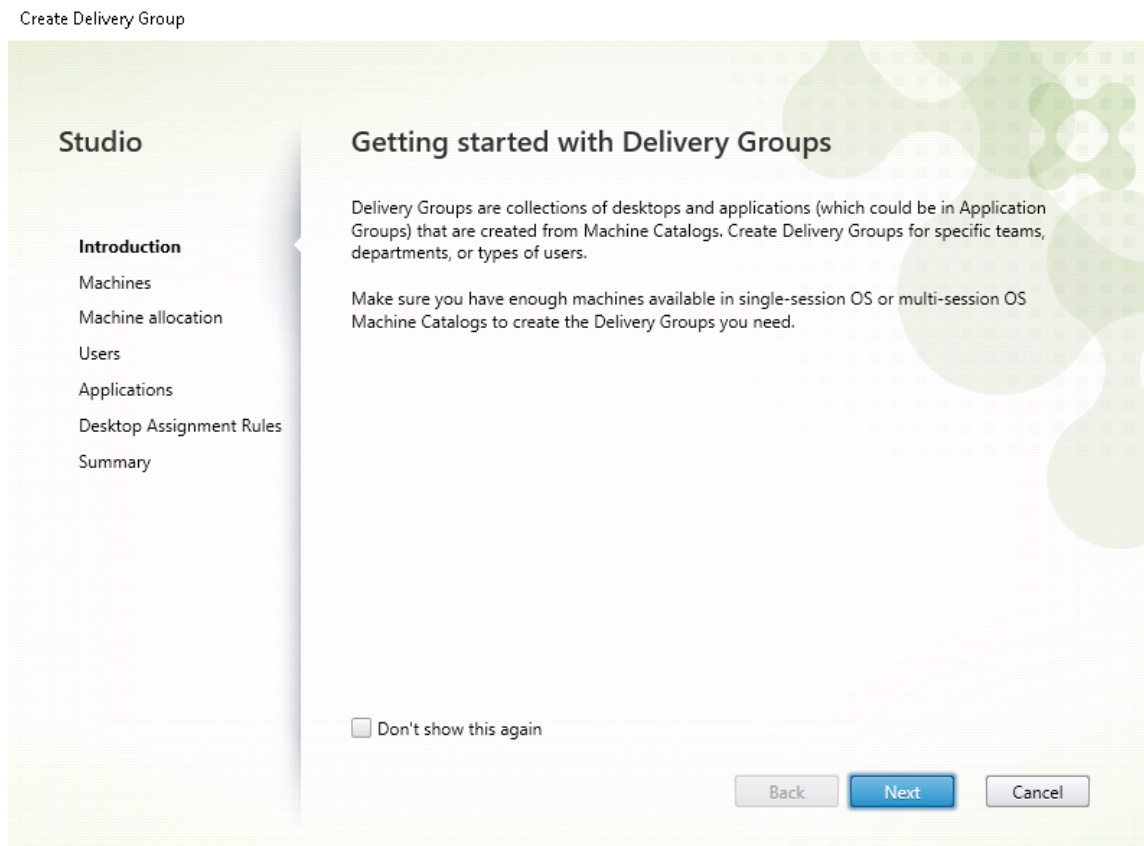 Create Delivery Group
Studio
Introduction
Machines
Machine allocation
Users
Applications
Desktop Assignment Rules
Summary
Getting started with Delivery Groups
Delivery Groups are collections of desktops and applications (which could be in Application
Groups) that are created from Machine Catalogs. Create Delivery Groups for specific teams,
departments, or types of users.
Make sure you have enough machines available in single-session OS or multi-session OS
Machine Catalogs to create the Delivery Groups you need.
Don't show this again
Back
Next
Cancel